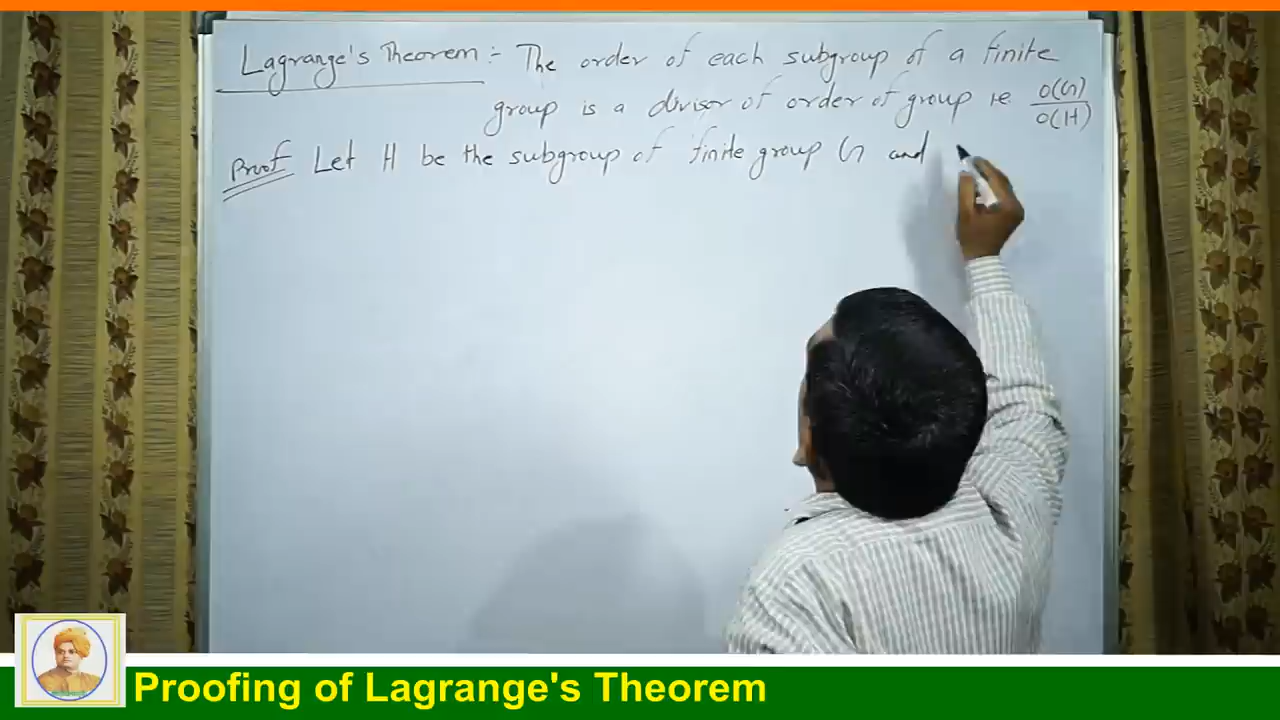 Lagrange's Theorem :- The order of each subgroup of a finite
group is a divisor of order of group i.e. O(G)/O(H)
Proof Let H be the subgroup of finite group G and
Proofing of Lagrange's Theorem